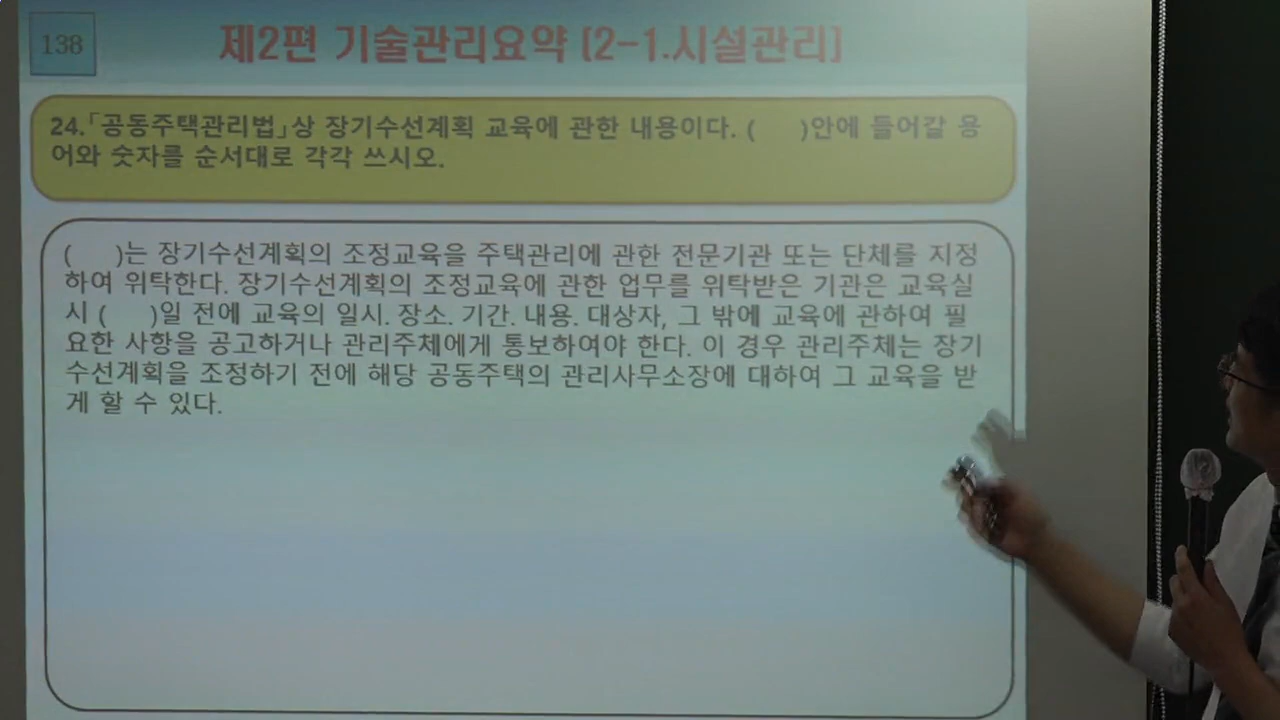 138
제2편 기술관리요약 [2-1.시설관리]
24.「공동주택관리법」상 장기수선계획 교육에 관한 내용이다. ( )안에 들어갈 용
어와 숫자를 순서대로 각각 쓰시오.
( )는 장기수선계획의 조정교육을 주택관리에 관한 전문기관 또는 단체를 지정
하여 위탁한다. 장기수선계획의 조정교육에 관한 업무를 위탁받은 기관은 교육실
시 ( )일 전에 교육의 일시. 장소. 기간. 내용. 대상자, 그 밖에 교육에 관하여 필
요한 사항을 공고하거나 관리주체에게 통보하여야 한다. 이 경우 관리주체는 장기
수선계획을 조정하기 전에 해당 공동주택의 관리사무소장에 대하여 그 교육을 받
게 할 수 있다.